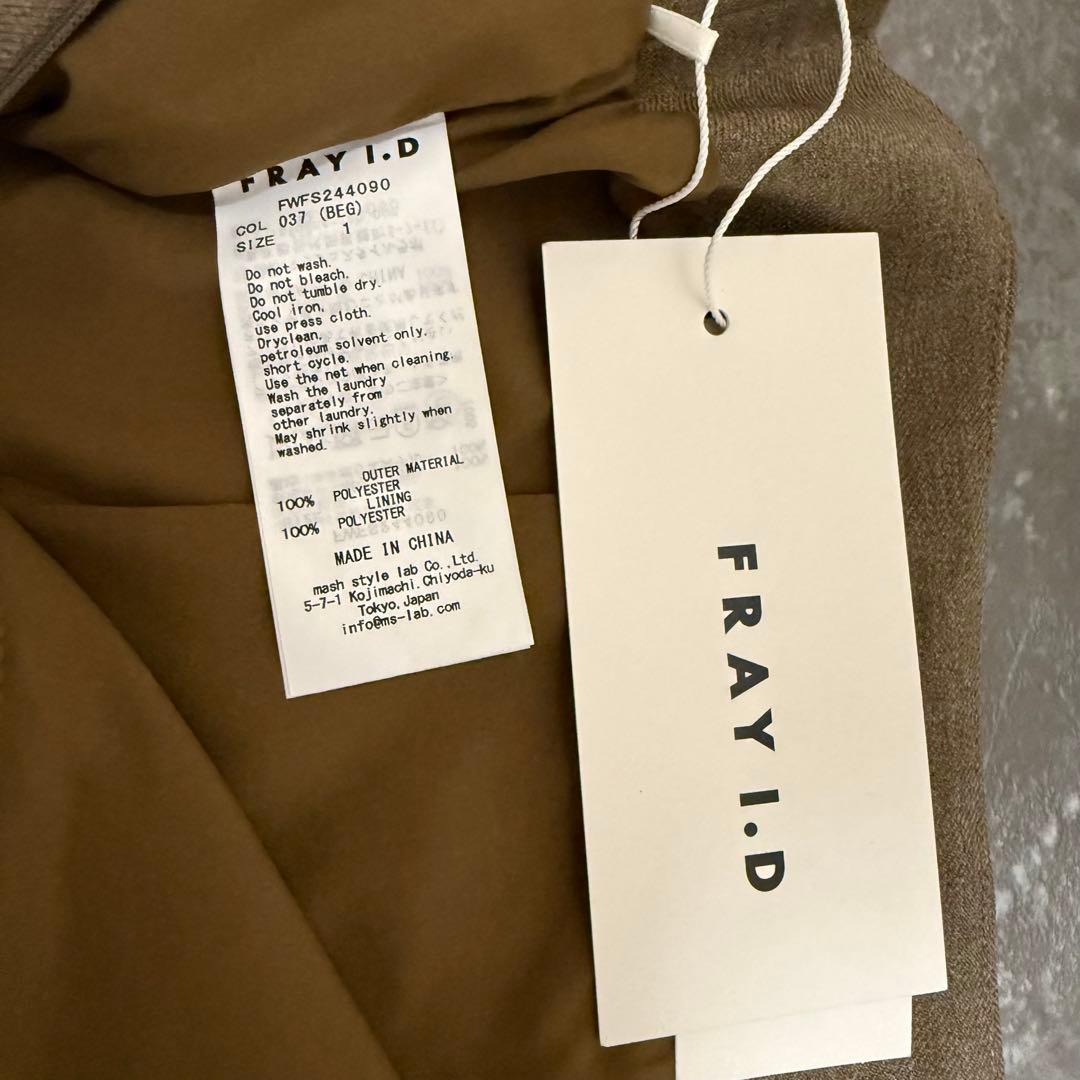 FRAY I.D
FWFS244090
COL 037 (BEG)
SIZE 1
Do not wash.
Do not bleach.
Do not tumble dry.
Cool iron,
use press cloth.
Dryclean,
petroleum solvent only,
short cycle.
Use the net when cleaning.
Wash the laundry
separately from
other laundry.
May shrink slightly when
washed.
OUTER MATERIAL
100% POLYESTER
LINING
100% POLYESTER
MADE IN CHINA
mash style lab Co.,Ltd.
5-7-1 Kojimachi.Chiyoda-ku
Tokyo.Japan
info@ms-lab.com
FRAY I.D